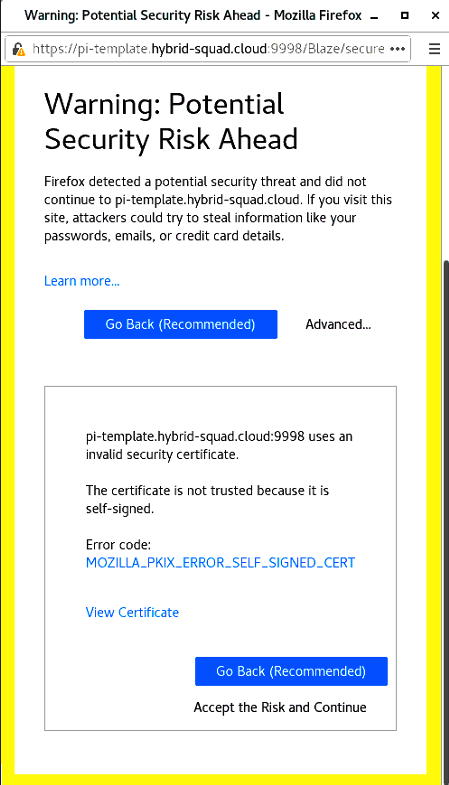 Warning: Potential Security Risk Ahead - Mozilla Firefox
https://pi-template.hybrid-squad.cloud:9998/Blaze/secure
Warning: Potential
Security Risk Ahead
Firefox detected a potential security threat and did not
continue to pi-template.hybrid-squad.cloud. If you visit this
site, attackers could try to steal information like your
passwords, emails, or credit card details.
Learn more...
Go Back (Recommended) Advanced...
pi-template.hybrid-squad.cloud:9998 uses an
invalid security certificate.
The certificate is not trusted because it is
self-signed.
Error code:
MOZILLA_PKIX_ERROR_SELF_SIGNED_CERT
View Certificate
Go Back (Recommended)
Accept the Risk and Continue